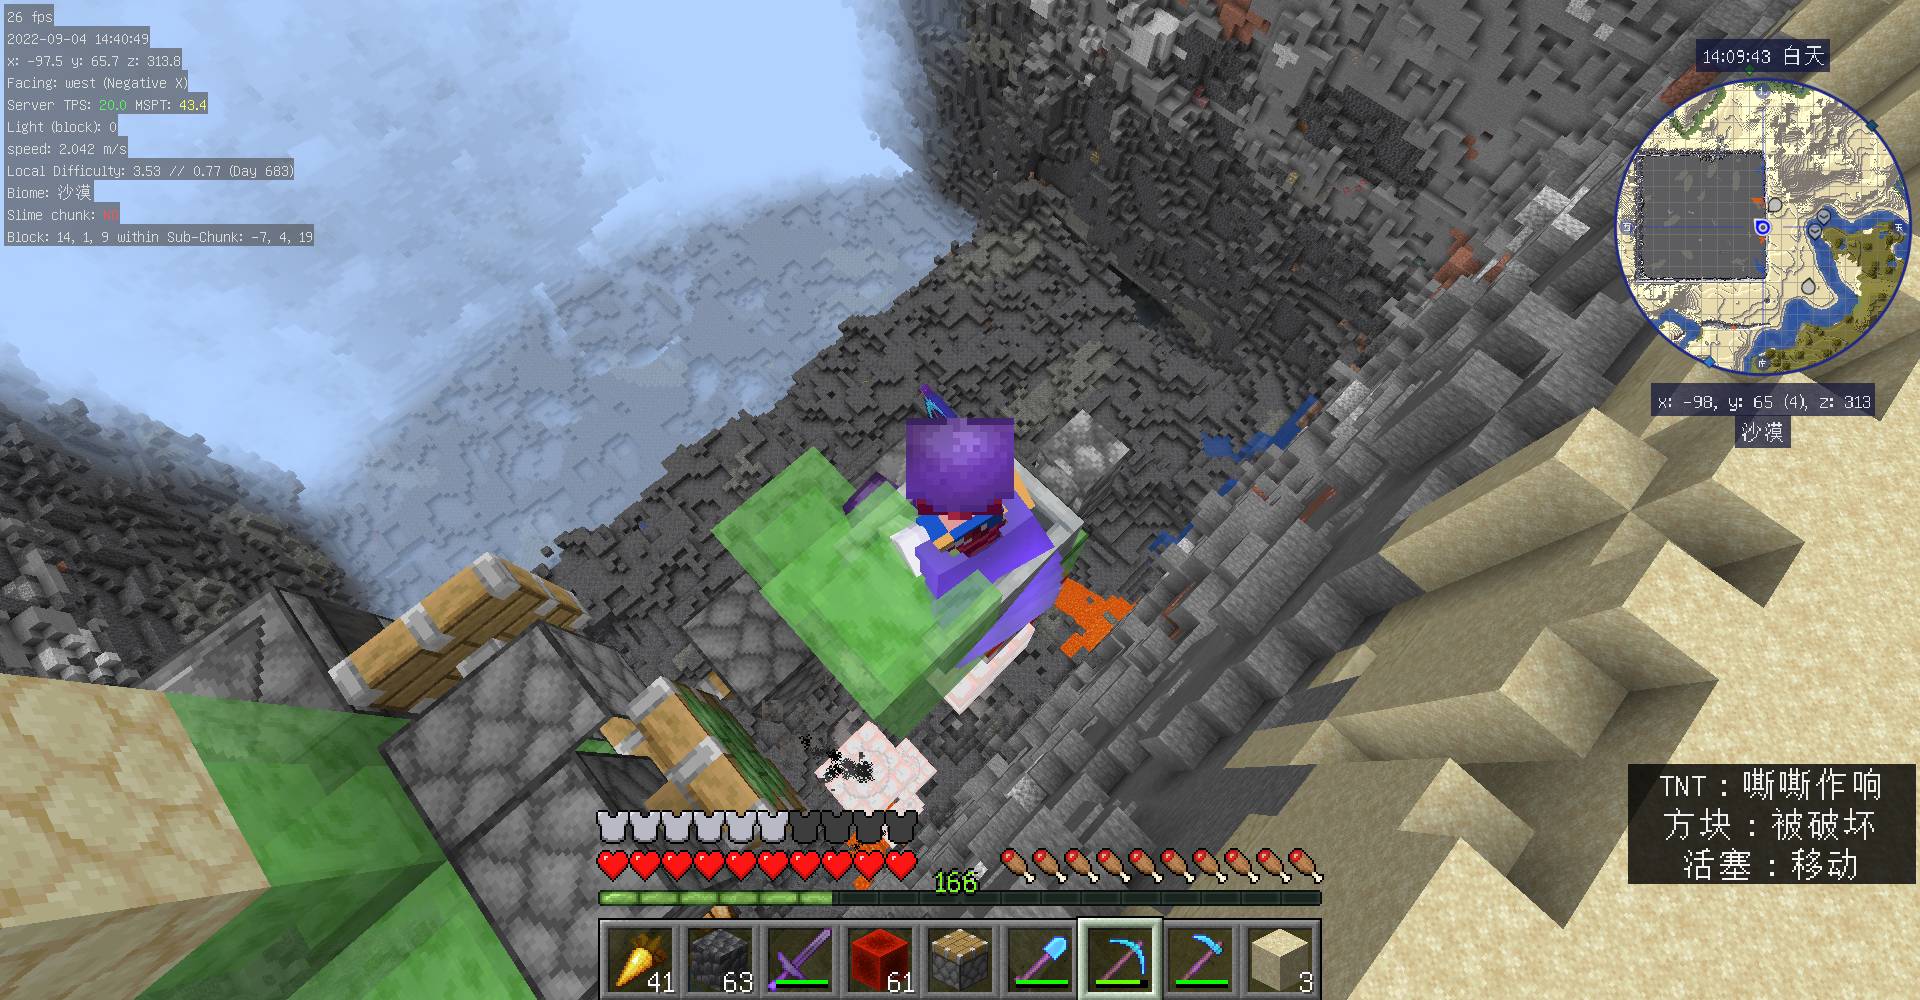 26 fps
2022-09-04 14:40:49
x: -97.5 y: 65.7 z: 313.8
Facing: west (Negative X)
Server TPS: 20.0 MSPT: 43.4
Light (block): 0
speed: 2.042 m/s
Local Difficulty: 3.53 // 0.77 (Day 683)
Biome: 沙漠
Slime chunk: NO
Block: 14, 1, 9 within Sub-Chunk: -7, 4, 19
14:09:43 白天
x: -98, y: 65 (4), z: 313
沙漠
TNT：嘶嘶作响
方块：被破坏
活塞：移动
166
41
63
61
3